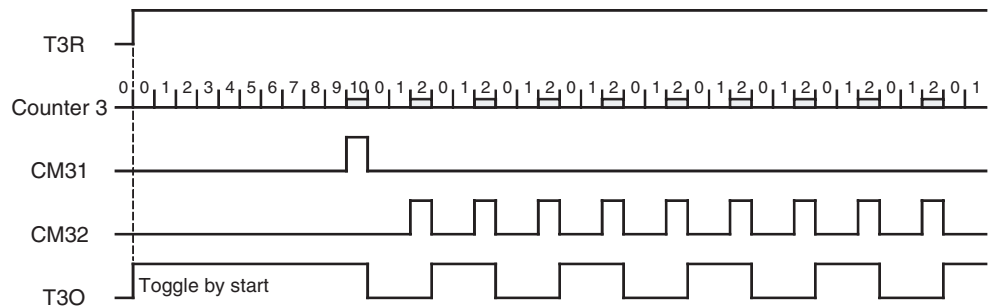 T3R
0 0 1 2 3 4 5 6 7 8 9 10 0 1 2 0 1 2 0 1 2 0 1 2 0 1 2 0 1 2 0 1 2 0 1 2 0 1 2 0 1
Counter 3
CM31
CM32
Toggle by start
T3O